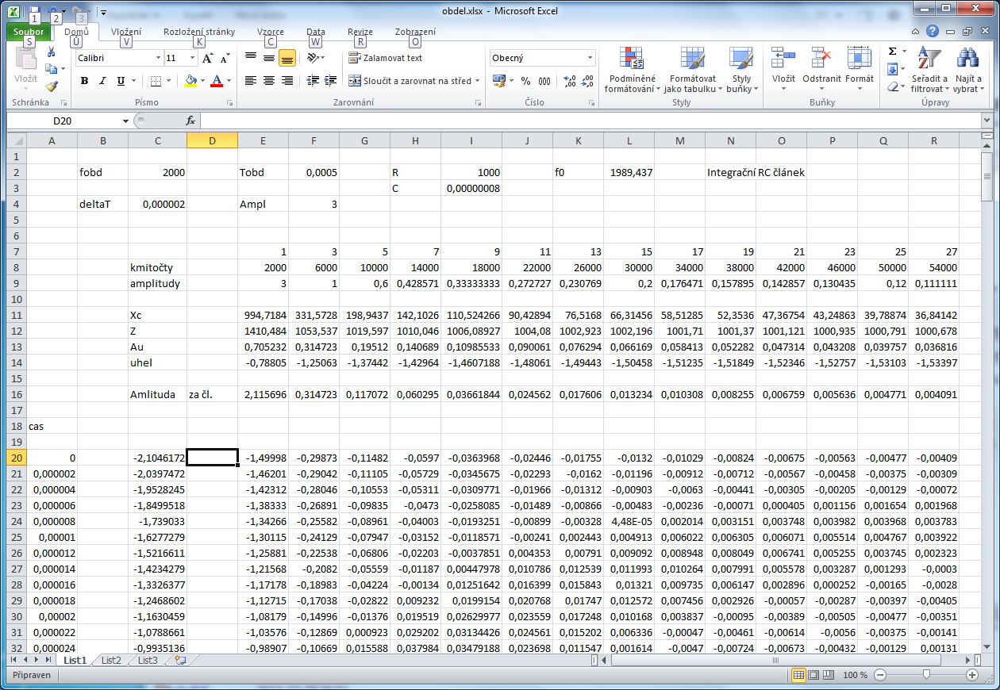 obdel.xlsx - Microsoft Excel
1 2 3
Soubor Domů Vložení Rozložení stránky Vzorce Data Revize Zobrazení
S Ú V K C W R O
Vložit Calibri 11 Zalamovat text Obecný Podmíněné formátování Formátovat jako tabulku Styly buňky Vložit Odstranit Formát Seřadit a filtrovat Najít a vybrat
B I U A Sloučit a zarovnat na střed % 000
Schránka Písmo Zarovnání Číslo Styly Buňky Úpravy
D20 fx
A B C D E F G H I J K L M N O P Q R
1
2 fobd 2000 Tobd 0,0005 R 1000 f0 1989,437 Integrační RC článek
3 C 0,00000008
4 deltaT 0,000002 Ampl 3
5
6
7 1 3 5 7 9 11 13 15 17 19 21 23 25 27
8 kmitočty 2000 6000 10000 14000 18000 22000 26000 30000 34000 38000 42000 46000 50000 54000
9 amplitudy 3 1 0,6 0,428571 0,33333333 0,272727 0,230769 0,2 0,176471 0,157895 0,142857 0,130435 0,12 0,111111
10
11 Xc 994,7184 331,5728 198,9437 142,1026 110,524266 90,42894 76,5168 66,31456 58,51285 52,3536 47,36754 43,24863 39,78874 36,84142
12 Z 1410,484 1053,537 1019,597 1010,046 1006,08927 1004,08 1002,923 1002,196 1001,71 1001,37 1001,121 1000,935 1000,791 1000,678
13 Au 0,705232 0,314723 0,19512 0,140689 0,10985533 0,090061 0,076294 0,066169 0,058413 0,052282 0,047314 0,043208 0,039757 0,036816
14 uhel -0,78805 -1,25063 -1,37442 -1,42964 -1,4607188 -1,48061 -1,49443 -1,50458 -1,51235 -1,51849 -1,52346 -1,52757 -1,53103 -1,53397
15
16 Amlituda za čl. 2,115696 0,314723 0,117072 0,060295 0,03661844 0,024562 0,017606 0,013234 0,010308 0,008255 0,006759 0,005636 0,004771 0,004091
17
18 cas
19
20 0 -2,1046172 -1,49998 -0,29873 -0,11482 -0,0597 -0,0363968 -0,02446 -0,01755 -0,0132 -0,01029 -0,00824 -0,00675 -0,00563 -0,00477 -0,00409
21 0,000002 -2,0397472 -1,46201 -0,29042 -0,11105 -0,05729 -0,0345675 -0,02293 -0,0162 -0,01196 -0,00912 -0,00712 -0,00567 -0,00458 -0,00375 -0,00309
22 0,000004 -1,9528245 -1,42312 -0,28046 -0,10553 -0,05311 -0,0309771 -0,01966 -0,01312 -0,00903 -0,0063 -0,00441 -0,00305 -0,00205 -0,00129 -0,00072
23 0,000006 -1,8499518 -1,38333 -0,26891 -0,09835 -0,0473 -0,0258085 -0,01489 -0,00866 -0,00483 -0,00236 -0,00071 0,000405 0,001156 0,001654 0,001968
24 0,000008 -1,739033 -1,34266 -0,25582 -0,08961 -0,04003 -0,0193251 -0,00899 -0,00328 4,48E-05 0,002014 0,003151 0,003748 0,003982 0,003968 0,003783
25 0,00001 -1,6277279 -1,30115 -0,24129 -0,07947 -0,03152 -0,0118571 -0,00241 0,002443 0,004913 0,006022 0,006305 0,006071 0,005514 0,004767 0,003922
26 0,000012 -1,5216611 -1,25881 -0,22538 -0,06806 -0,02203 -0,0037851 0,004353 0,00791 0,009092 0,008948 0,008049 0,006741 0,005255 0,003745 0,002323
27 0,000014 -1,4234279 -1,21568 -0,2082 -0,05559 -0,01187 0,00447978 0,010786 0,012539 0,011993 0,010264 0,007991 0,005578 0,003287 0,001293 -0,0003
28 0,000016 -1,3326377 -1,17178 -0,18983 -0,04224 -0,00134 0,01251642 0,016399 0,015843 0,01321 0,009735 0,006147 0,002896 0,000252 -0,00165 -0,0028
29 0,000018 -1,2468602 -1,12715 -0,17038 -0,02822 0,009232 0,0199154 0,020768 0,01747 0,012572 0,007456 0,002926 -0,00057 -0,00287 -0,00397 -0,00405
30 0,00002 -1,1630459 -1,08179 -0,14996 -0,01376 0,019519 0,02629977 0,023559 0,017248 0,010168 0,003837 -0,00095 -0,00389 -0,00505 -0,00477 -0,00351
31 0,000022 -1,0788661 -1,03576 -0,12869 0,000923 0,029202 0,03134426 0,024561 0,015202 0,006336 -0,00047 -0,00461 -0,00614 -0,0056 -0,00375 -0,00141
32 0,000024 -0,9935136 -0,98907 -0,10669 0,015588 0,037984 0,03479188 0,023698 0,011547 0,001614 -0,0047 -0,00724 -0,00673 -0,00432 -0,00129 0,00131
List1 List2 List3
Připraven 100 %